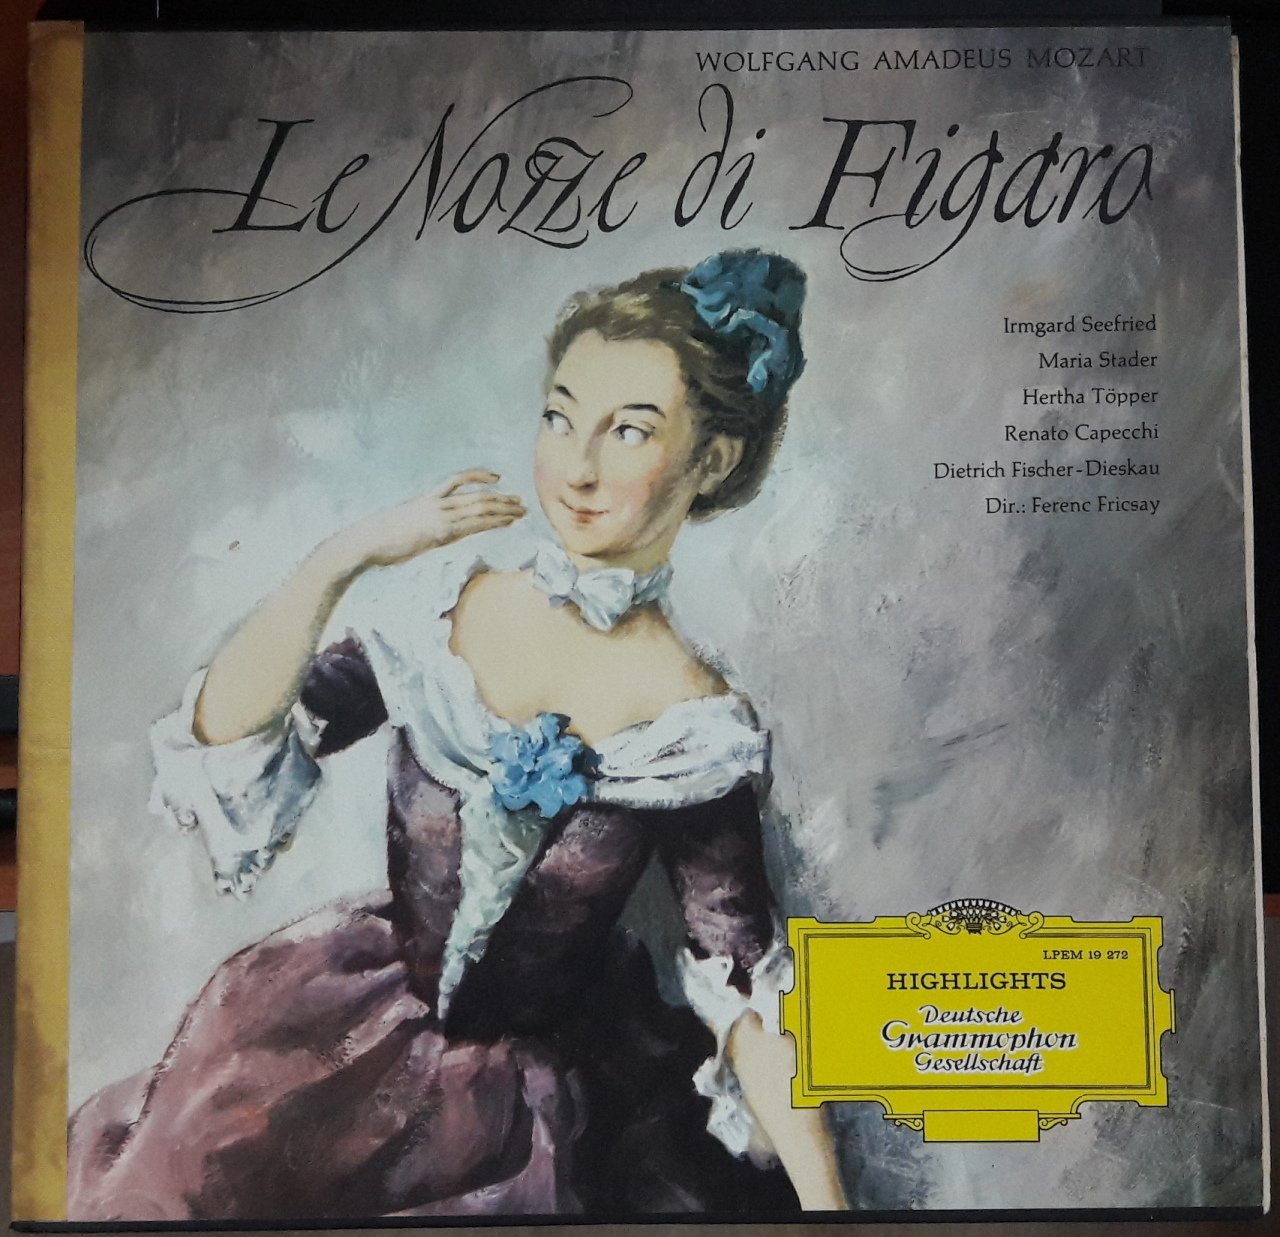 WOLFGANG AMADEUS MOZART
Le Nozze di Figaro
Irmgard Seefried
Maria Stader
Hertha Töpper
Renato Capecchi
Dietrich Fischer-Dieskau
Dir.: Ferenc Fricsay
LPEM 19 272
HIGHLIGHTS
Deutsche
Grammophon
Gesellschaft